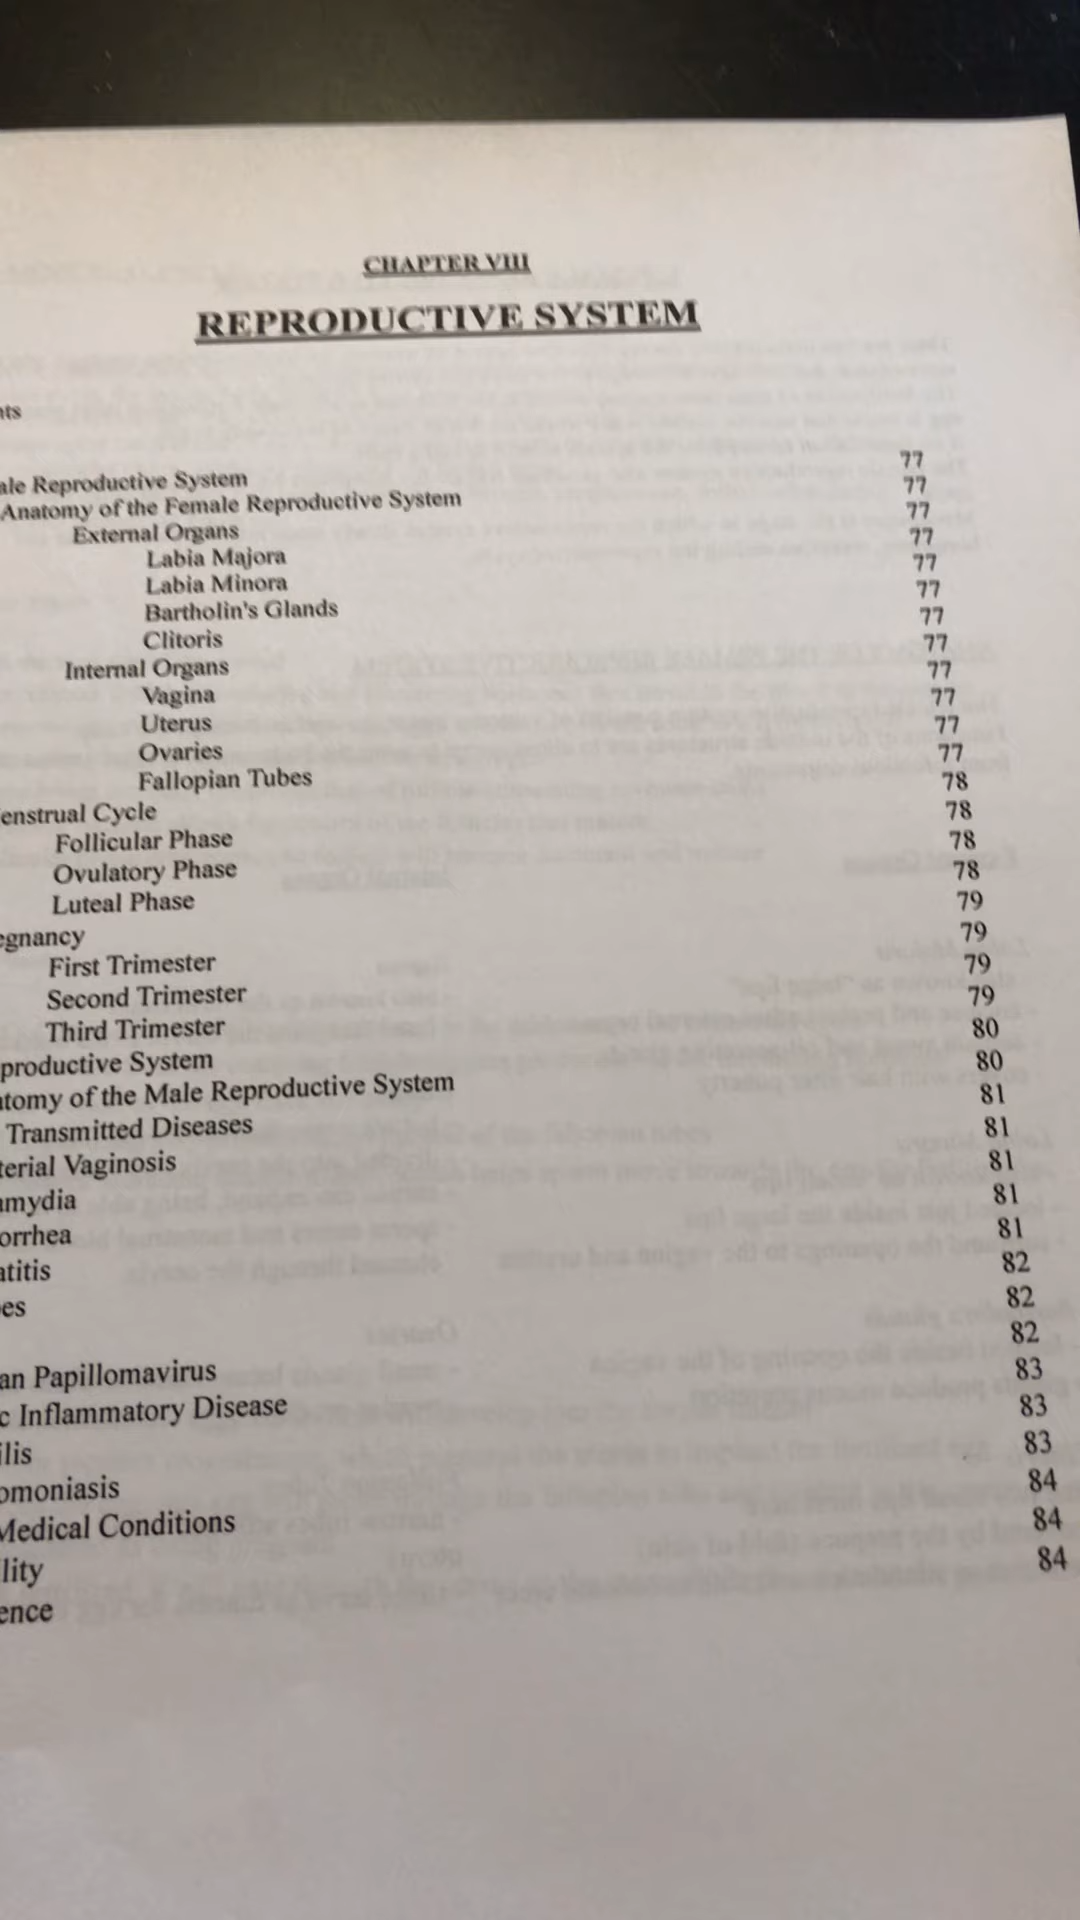 CHAPTER VIII
REPRODUCTIVE SYSTEM
nts
ale Reproductive System 77
Anatomy of the Female Reproductive System 77
External Organs 77
Labia Majora 77
Labia Minora 77
Bartholin's Glands 77
Clitoris 77
Internal Organs 77
Vagina 77
Uterus 77
Ovaries 77
Fallopian Tubes 77
enstrual Cycle 78
Follicular Phase 78
Ovulatory Phase 78
Luteal Phase 78
egnancy 79
First Trimester 79
Second Trimester 79
Third Trimester 79
productive System 80
atomy of the Male Reproductive System 80
Transmitted Diseases 81
terial Vaginosis 81
amydia 81
orrhea 81
atitis 81
es 82
82
an Papillomavirus 82
c Inflammatory Disease 83
ilis 83
omoniasis 83
Medical Conditions 84
lity 84
ence 84